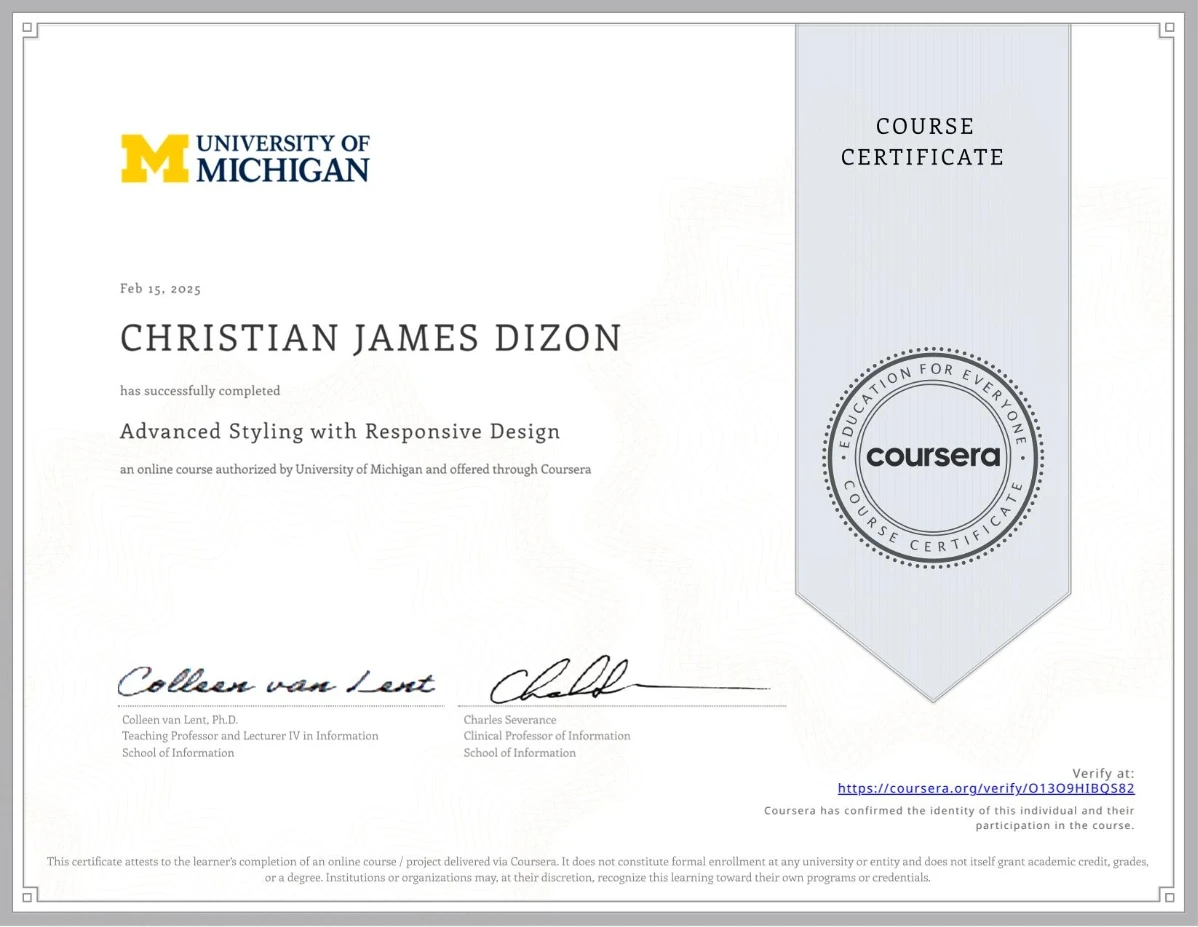 UNIVERSITY OF
MICHIGAN
COURSE
CERTIFICATE
Feb 15, 2025
CHRISTIAN JAMES DIZON
has successfully completed
Advanced Styling with Responsive Design
an online course authorized by University of Michigan and offered through Coursera
EDUCATION FOR EVERYONE
coursera
COURSE CERTIFICATE
Colleen van Lent
Colleen van Lent, Ph.D.
Teaching Professor and Lecturer IV in Information
School of Information
Charles Severance
Clinical Professor of Information
School of Information
Verify at:
https://coursera.org/verify/O13O9HIBQS82
Coursera has confirmed the identity of this individual and their
participation in the course.
This certificate attests to the learner's completion of an online course / project delivered via Coursera. It does not constitute formal enrollment at any university or entity and does not itself grant academic credit, grades,
or a degree. Institutions or organizations may, at their discretion, recognize this learning toward their own programs or credentials.